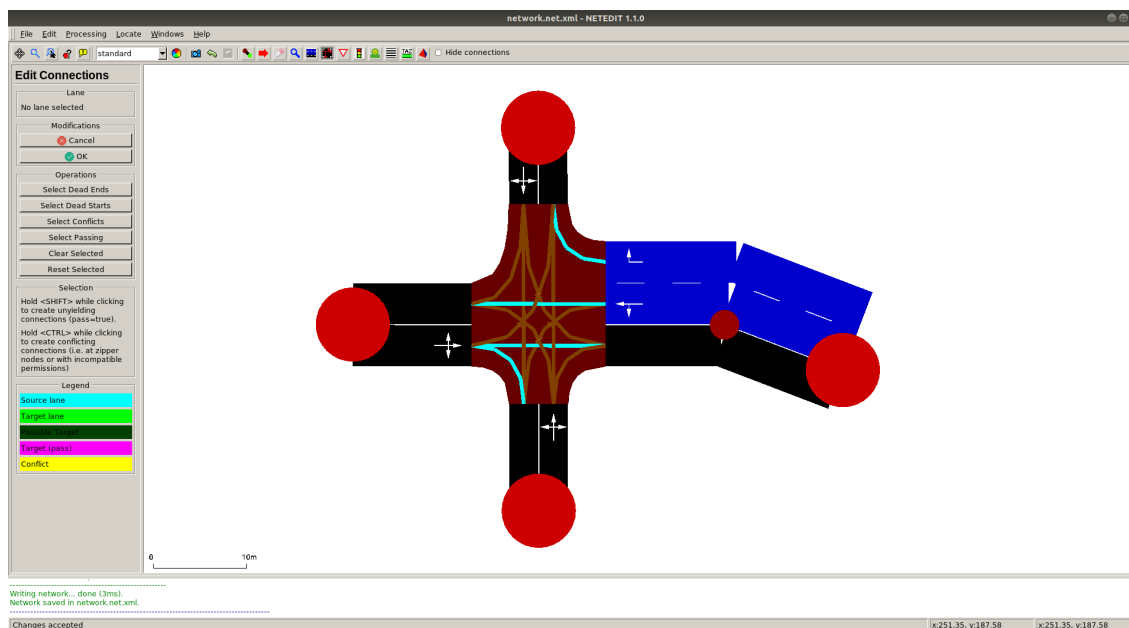 network.net.xml - NETEDIT 1.1.0
File Edit Processing Locate Windows Help
standard
TAZ
Hide connections
Edit Connections
Lane
No lane selected
Modifications
Cancel
OK
Operations
Select Dead Ends
Select Dead Starts
Select Conflicts
Select Passing
Clear Selected
Reset Selected
Selection
Hold <SHIFT> while clicking
to create unyielding
connections (pass=true).
Hold <CTRL> while clicking
to create conflicting
connections (i.e. at zipper
nodes or with incompatible
permissions)
Legend
Source lane
Target lane
Possible Target
Target (pass)
Conflict
0 10m
Writing network... done (3ms).
Network saved in network.net.xml.
Changes accepted
x:251.35, y:187.58 x:251.35, y:187.58